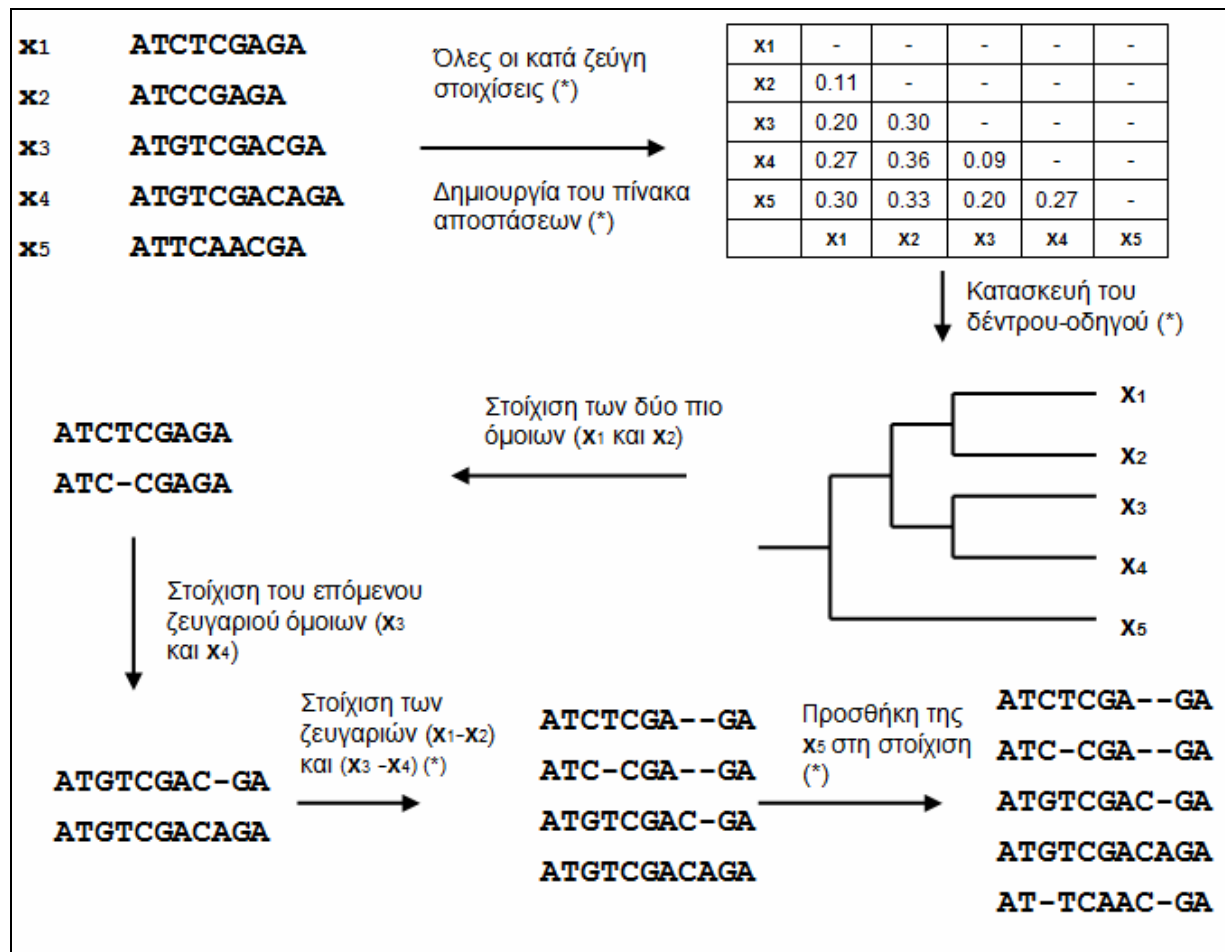 x1 ATCTCGAGA
x2 ATCCGAGA
x3 ATGTCGACGA
x4 ATGTCGACAGA
x5 ATTCAACGA
Όλες οι κατά ζεύγη
στοιχίσεις (*)
Δημιουργία του πίνακα
αποστάσεων (*)
x1 - - - - -
x2 0.11 - - - -
x3 0.20 0.30 - - -
x4 0.27 0.36 0.09 - -
x5 0.30 0.33 0.20 0.27 -
x1 x2 x3 x4 x5
Κατασκευή του
δέντρου-οδηγού (*)
x1
x2
x3
x4
x5
Στοίχιση των δύο πιο
όμοιων (x1 και x2)
ATCTCGAGA
ATC-CGAGA
Στοίχιση του επόμενου
ζευγαριού όμοιων (x3
και x4)
ATGTCGAC-GA
ATGTCGACAGA
Στοίχιση των
ζευγαριών (x1-x2)
και (x3 -x4) (*)
ATCTCGA--GA
ATC-CGA--GA
ATGTCGAC-GA
ATGTCGACAGA
Προσθήκη της
x5 στη στοίχιση
(*)
ATCTCGA--GA
ATC-CGA--GA
ATGTCGAC-GA
ATGTCGACAGA
AT-TCAAC-GA